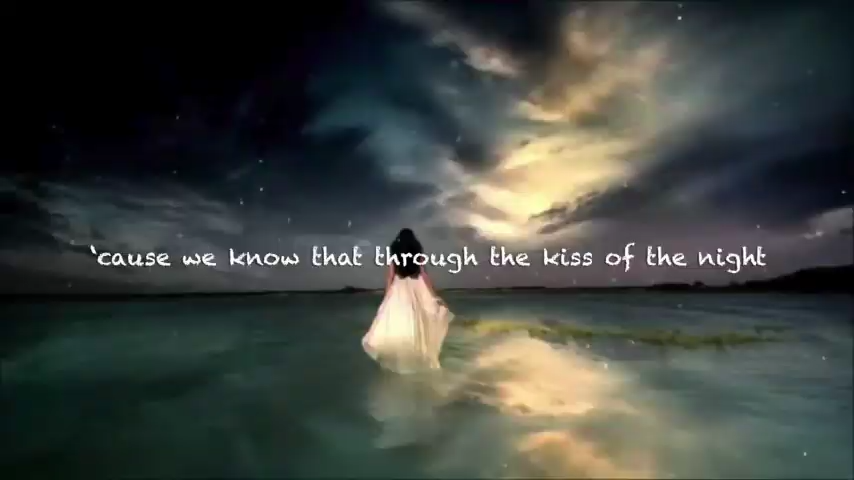 ‘cause we know that through the kiss of the night